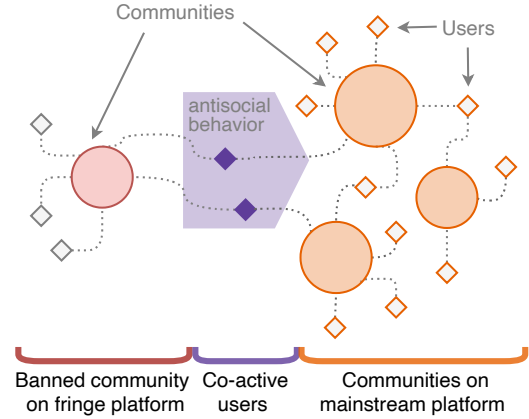 Communities
Users
antisocial
behavior
Banned community
on fringe platform
Co-active
users
Communities on
mainstream platform